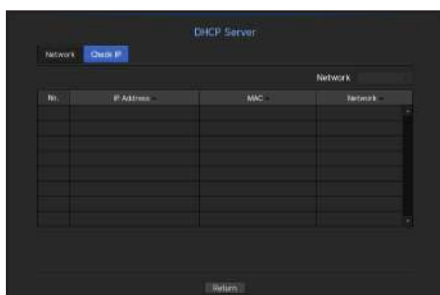 DHCP Server
Network Check IP
Network
No. IP Address MAC Network
Return